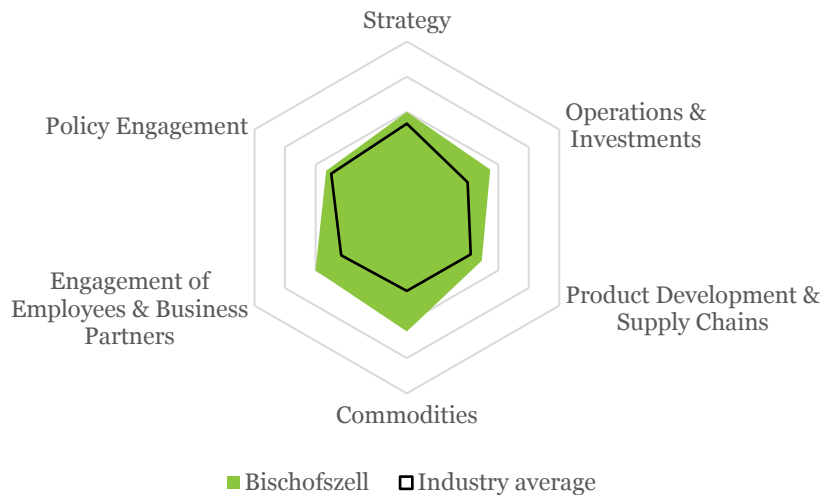 Strategy
Operations &
Investments
Product Development &
Supply Chains
Commodities
Engagement of
Employees & Business
Partners
Policy Engagement
Bischofszell
Industry average